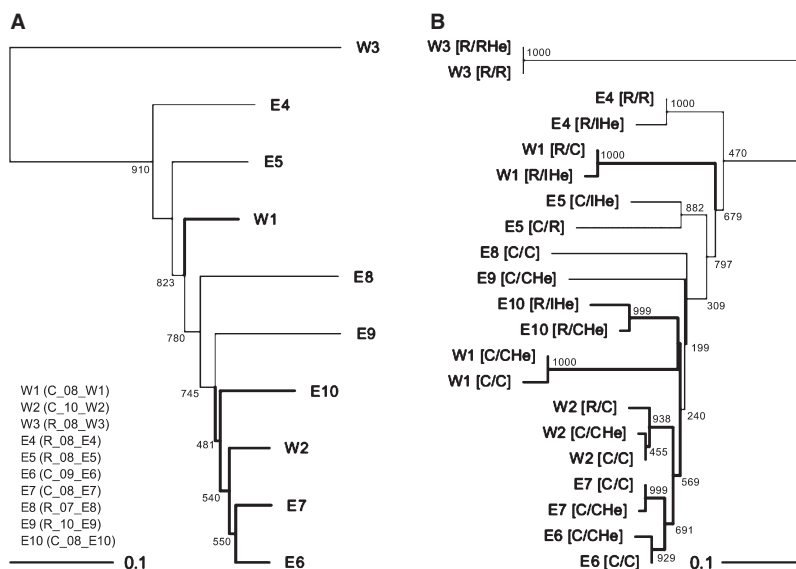 A
W3
E4
910
E5
W1
823
E8
780
E9
745
E10
481
W2
540
E7
550
E6
W1 (C_08_W1)
W2 (C_10_W2)
W3 (R_08_W3)
E4 (R_08_E4)
E5 (R_08_E5)
E6 (C_09_E6)
E7 (C_08_E7)
E8 (R_07_E8)
E9 (R_10_E9)
E10 (C_08_E10)
0.1
B
W3 [R/RHe]
1000
W3 [R/R]
E4 [R/R]
1000
E4 [R/IHe]
W1 [R/C]
1000
470
W1 [R/IHe]
E5 [C/IHe]
882
679
E5 [C/R]
E8 [C/C]
797
E9 [C/CHe]
E10 [R/IHe]
309
999
E10 [R/CHe]
199
W1 [C/CHe]
1000
W1 [C/C]
W2 [R/C]
938
240
W2 [C/CHe]
455
W2 [C/C]
569
E7 [C/C]
999
E7 [C/CHe]
691
E6 [C/CHe]
929
E6 [C/C]
0.1